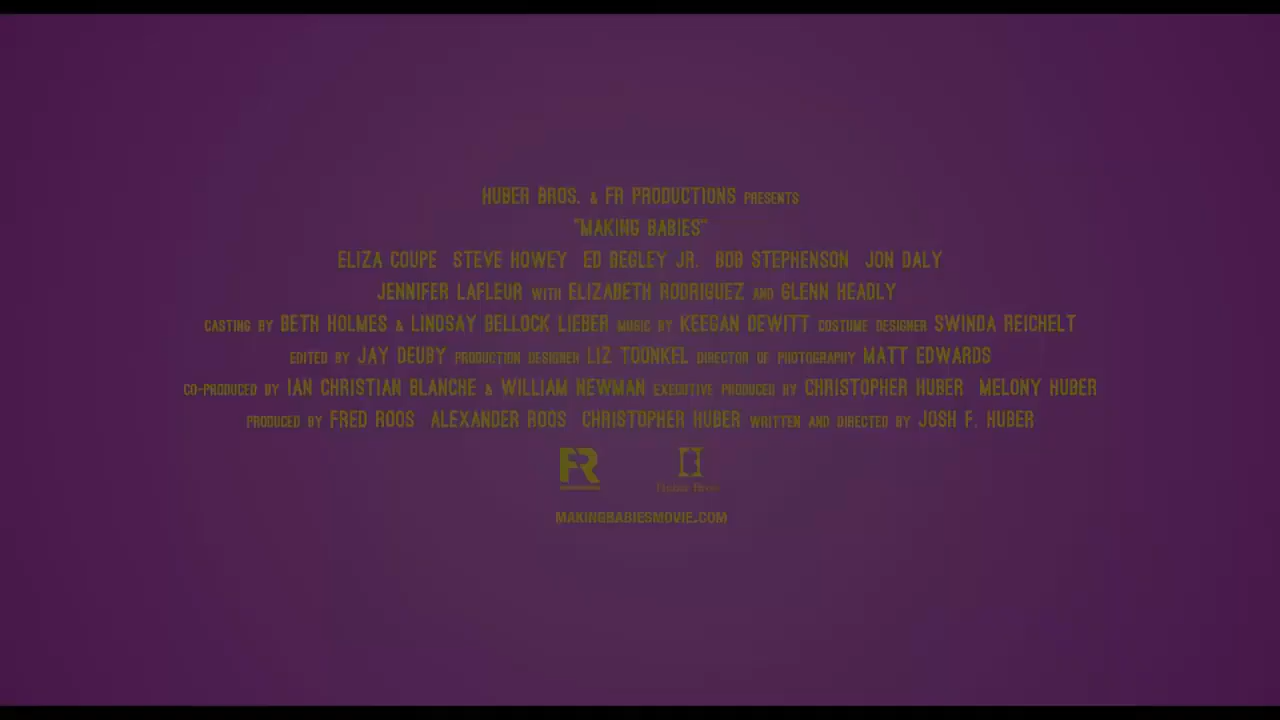 HUBER BROS. & FR PRODUCTIONS PRESENTS
"MAKING BABIES"
ELIZA COUPE STEVE HOWEY ED BEGLEY JR. BOB STEPHENSON JON DALY
JENNIFER LAFLEUR WITH ELIZABETH RODRIGUEZ AND GLENN HEADLY
CASTING BY BETH HOLMES & LINDSAY BELLOCK LIEBER MUSIC BY KEEGAN DEWITT COSTUME DESIGNER SWINDA REICHELT
EDITED BY JAY DEUBY PRODUCTION DESIGNER LIZ TOONKEL DIRECTOR OF PHOTOGRAPHY MATT EDWARDS
CO-PRODUCED BY IAN CHRISTIAN BLANCHE & WILLIAM NEWMAN EXECUTIVE PRODUCED BY CHRISTOPHER HUBER MELONY HUBER
PRODUCED BY FRED ROOS ALEXANDER ROOS CHRISTOPHER HUBER WRITTEN AND DIRECTED BY JOSH F. HUBER
FR
Huber Bros
MAKINGBABIESMOVIE.COM